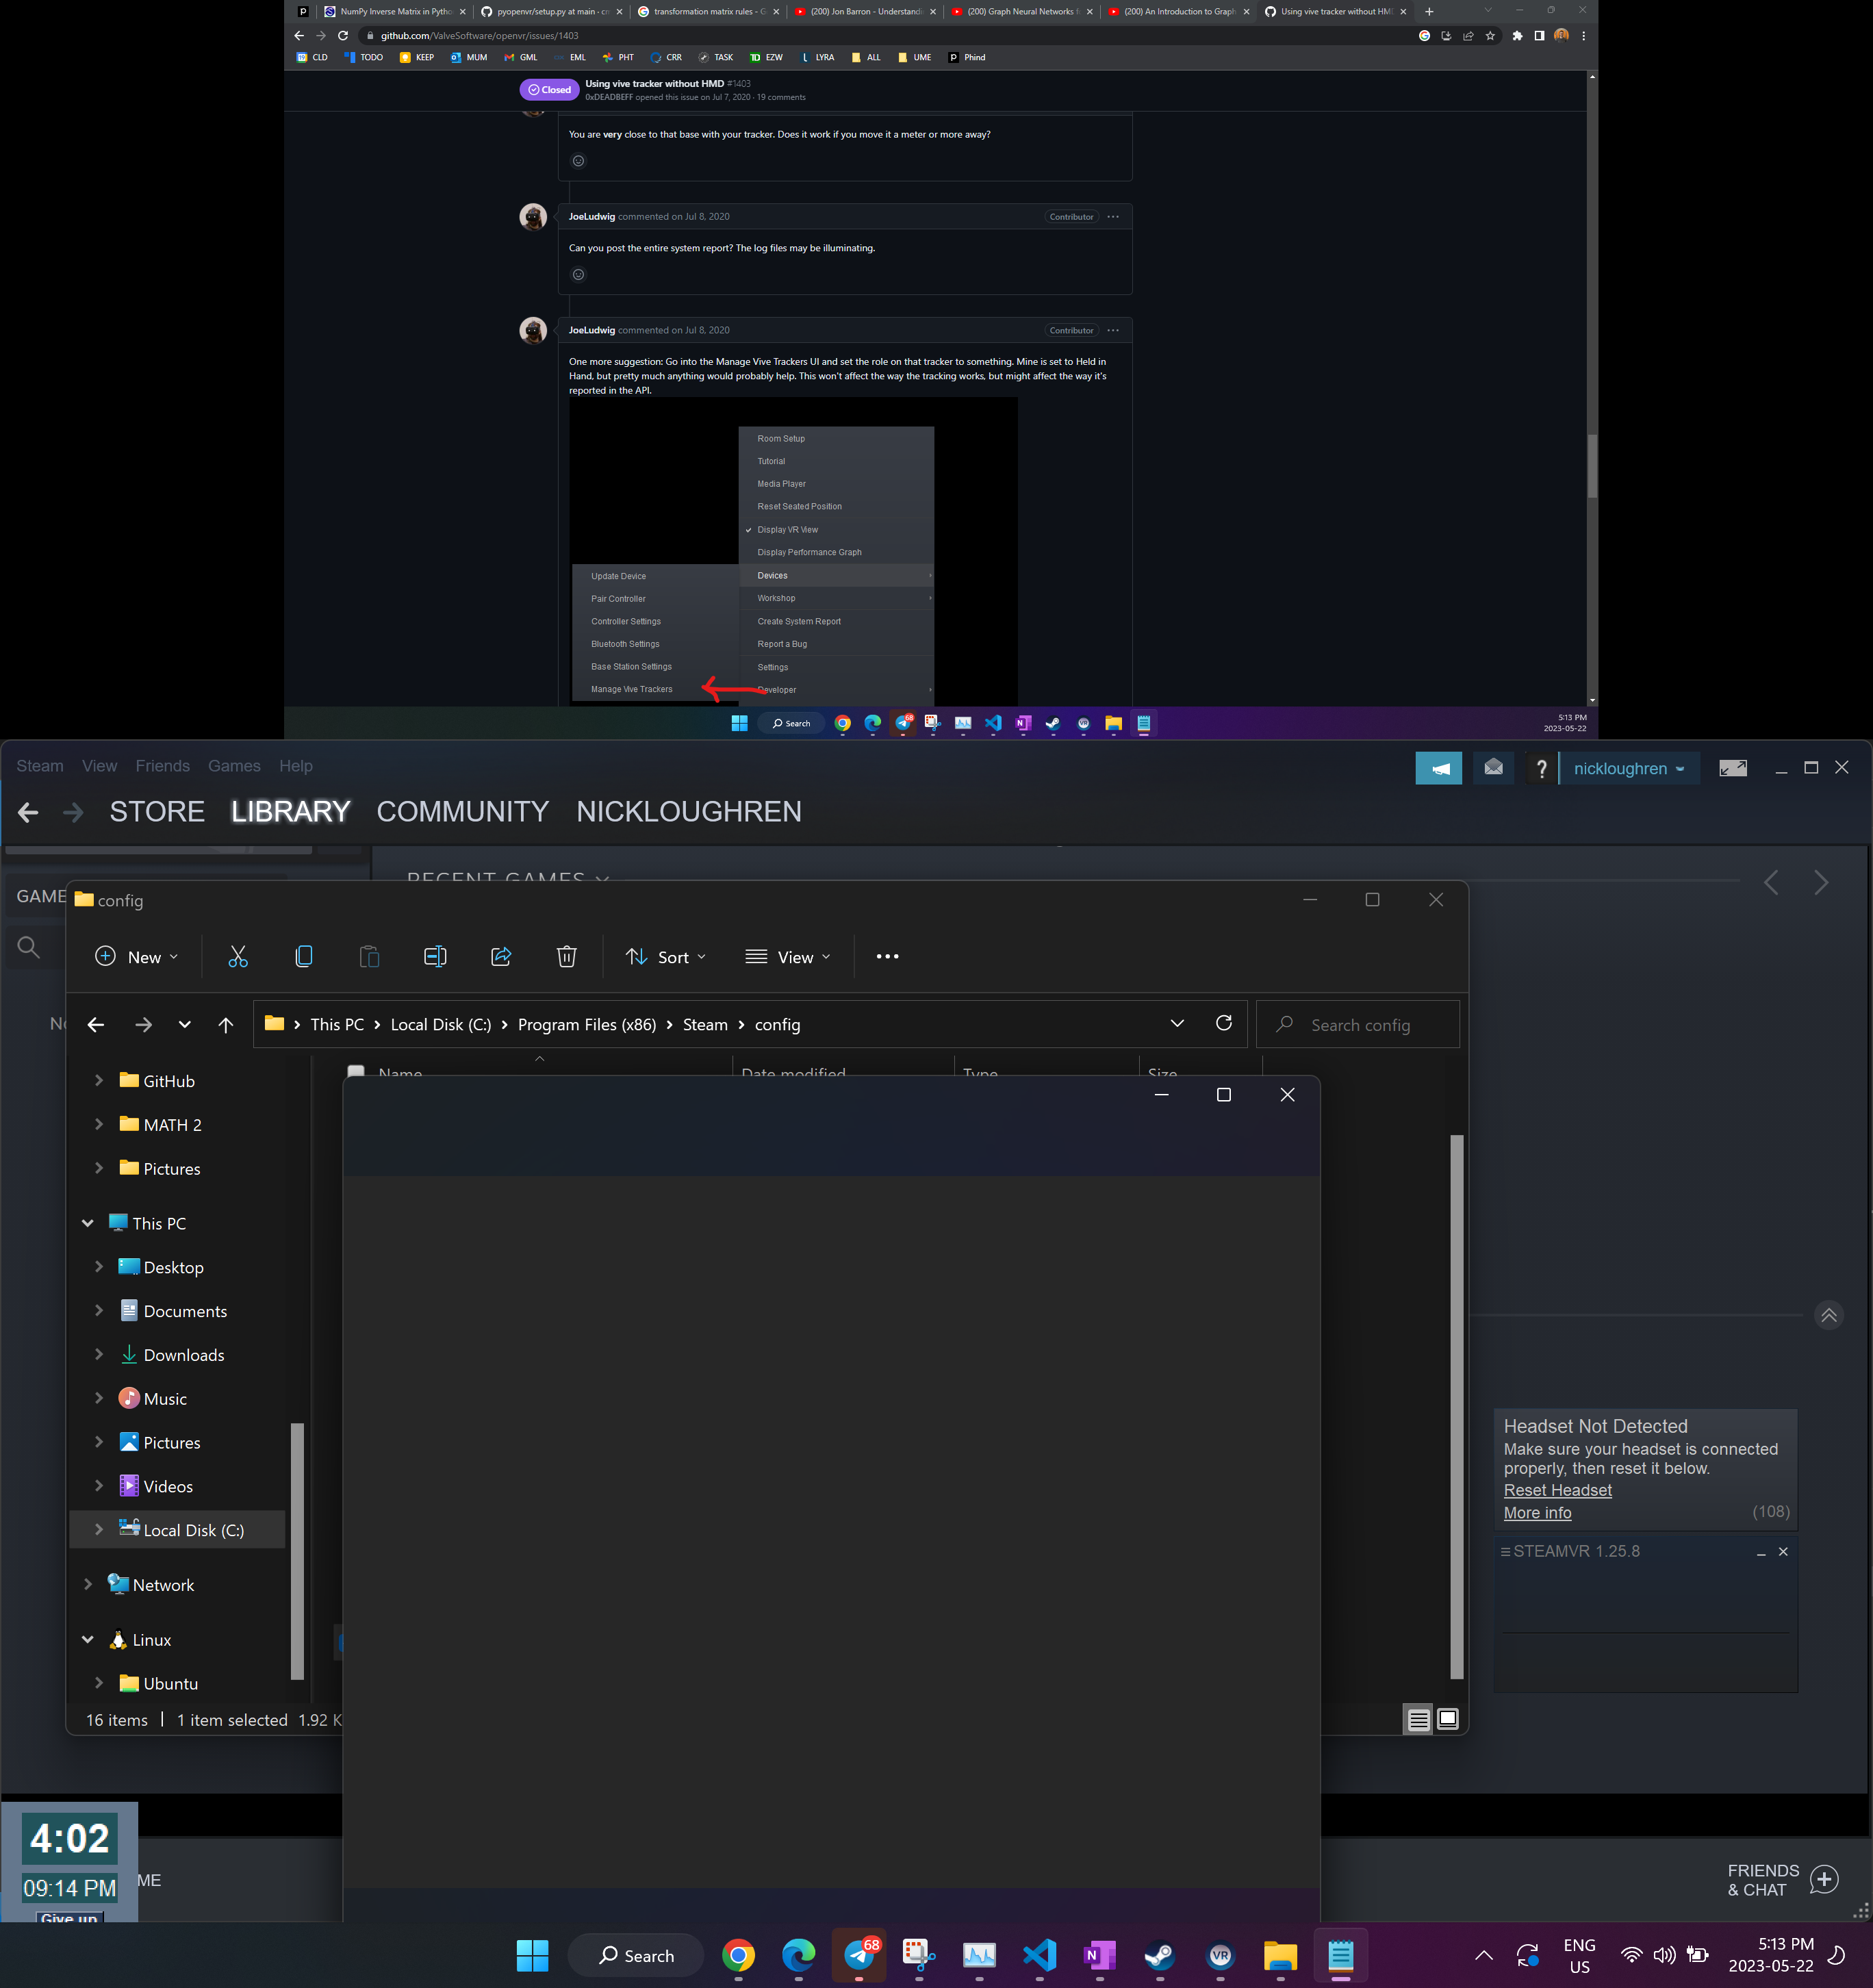 NumPy Inverse Matrix in Pytho
pyopenvr/setup.py at main · cm
transformation matrix rules - G
(200) Jon Barron - Understandi
(200) Graph Neural Networks
(200) An Introduction to Graph
Using vive tracker without HM
github.com/ValveSoftware/openvr/issues/1403
CLD TODO KEEP MUM GML EML PHT CRR TASK EZW LYRA ALL UME Phind
Closed
Using vive tracker without HMD #1403
0xDEADBEFF opened this issue on Jul 7, 2020 · 19 comments
You are very close to that base with your tracker. Does it work if you move it a meter or more away?
JoeLudwig commented on Jul 8, 2020
Contributor
Can you post the entire system report? The log files may be illuminating.
JoeLudwig commented on Jul 8, 2020
Contributor
One more suggestion: Go into the Manage Vive Trackers UI and set the role on that tracker to something. Mine is set to Held in
Hand, but pretty much anything would probably help. This won't affect the way the tracking works, but might affect the way it's
reported in the API.
Room Setup
Tutorial
Media Player
Reset Seated Position
Display VR View
Display Performance Graph
Devices
Workshop
Create System Report
Report a Bug
Settings
Developer
Update Device
Pair Controller
Controller Settings
Bluetooth Settings
Base Station Settings
Manage Vive Trackers
Search
68
5:13 PM
2023-05-22
Steam View Friends Games Help
nickloughren
STORE LIBRARY COMMUNITY NICKLOUGHREN
RECENT GAMES
GAME
config
New
Sort
View
This PC > Local Disk (C:) > Program Files (x86) > Steam > config
Search config
Name Date modified Type Size
GitHub
MATH 2
Pictures
This PC
Desktop
Documents
Downloads
Music
Pictures
Videos
Local Disk (C:)
Network
Linux
Ubuntu
16 items | 1 item selected 1.92 K
Headset Not Detected
Make sure your headset is connected
properly, then reset it below.
Reset Headset
More info
(108)
STEAMVR 1.25.8
4:02
09:14 PM
Give up
ME
FRIENDS
& CHAT
Search
68
ENG
US
5:13 PM
2023-05-22